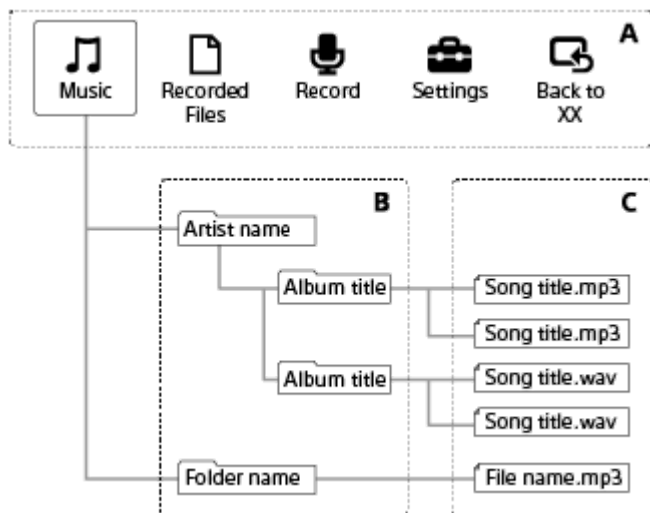 A
Music
Recorded
Files
Record
Settings
Back to
XX
B
C
Artist name
Album title
Song title.mp3
Song title.mp3
Album title
Song title.wav
Song title.wav
Folder name
File name.mp3